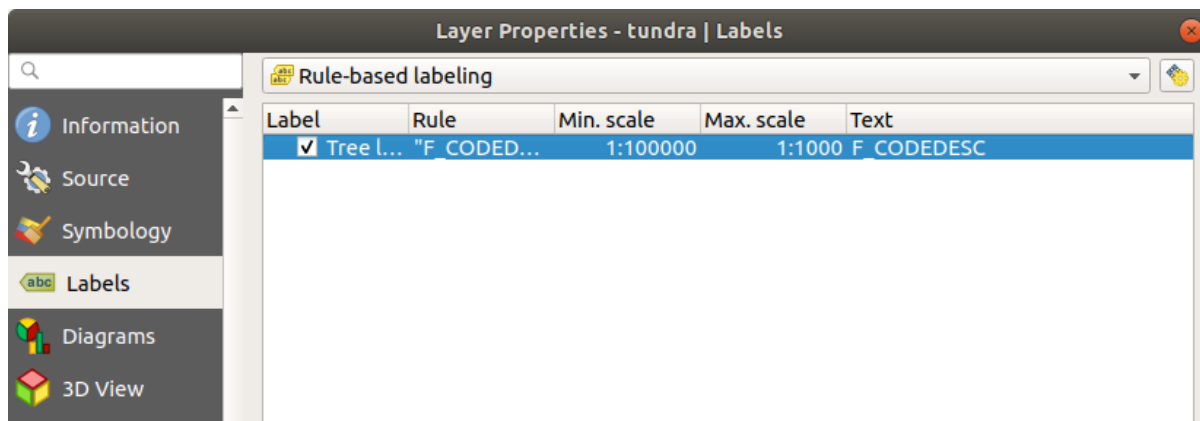 Layer Properties - tundra | Labels
Rule-based labeling
Information
Source
Symbology
abc Labels
Diagrams
3D View
Label Rule Min. scale Max. scale Text
Tree l... "F_CODED... 1:100000 1:1000 F_CODEDESC